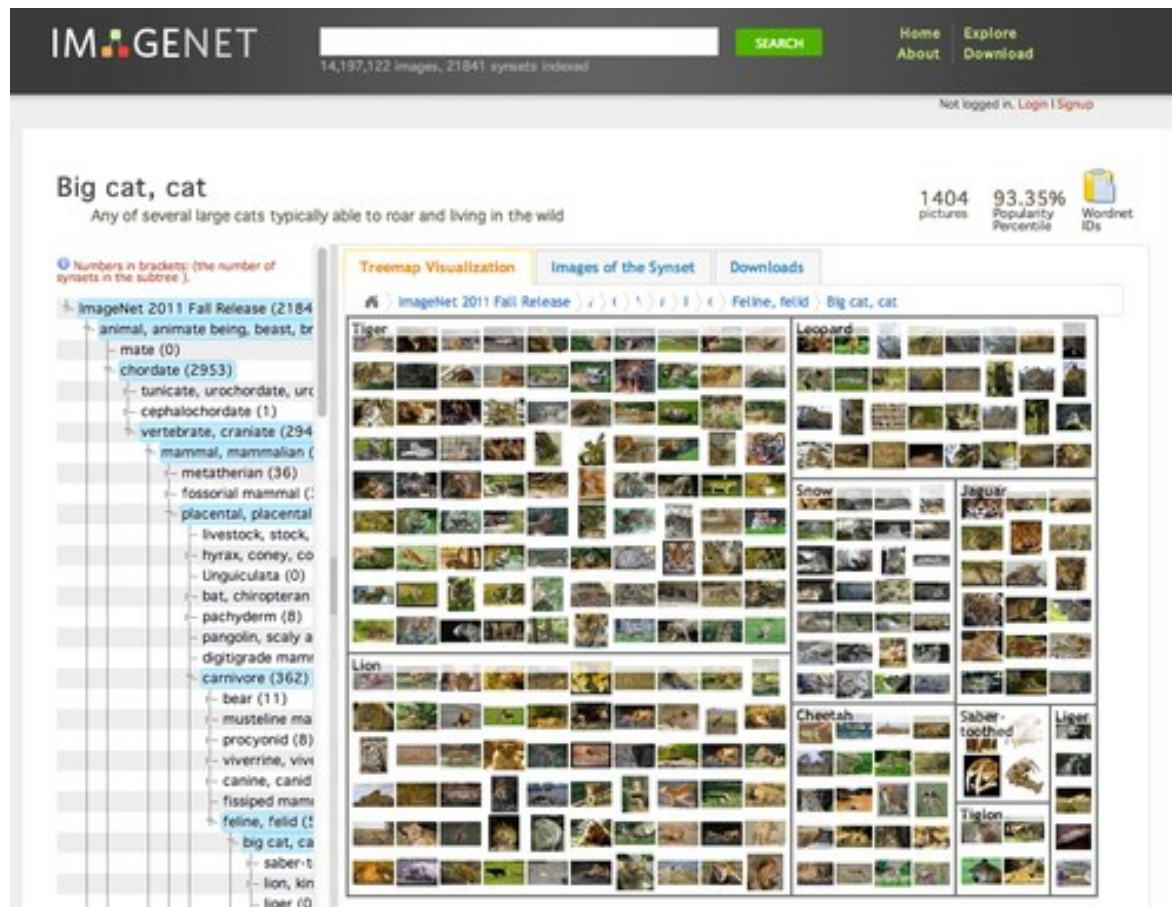 IMAGENET
SEARCH
Home Explore
About Download
14,197,122 images, 21841 synsets indexed
Not logged in. Login | Signup
Big cat, cat
Any of several large cats typically able to roar and living in the wild
1404 pictures
93.35% Popularity Percentile
Wordnet IDs
Numbers in brackets: (the number of
synsets in the subtree ).
ImageNet 2011 Fall Release (2184
animal, animate being, beast, br
mate (0)
chordate (2953)
tunicate, urochordate, uro
cephalochordate (1)
vertebrate, craniate (294
mammal, mammalian (
metatherian (36)
fossorial mammal (
placental, placental
livestock, stock,
hyrax, coney, co
Unguiculata (0)
bat, chiropteran
pachyderm (8)
pangolin, scaly a
digitigrade mam
carnivore (362)
bear (11)
musteline ma
procyonid (8)
viverrine, vive
canine, canid
fissiped mam
feline, felid (
big cat, ca
saber-t
lion, kin
liger (0
Treemap Visualization
Images of the Synset
Downloads
ImageNet 2011 Fall Release
Feline, felid
Big cat, cat
Tiger
Leopard
Snow
Jaguar
Lion
Cheetah
Saber-
toothed
Liger
Tiglon